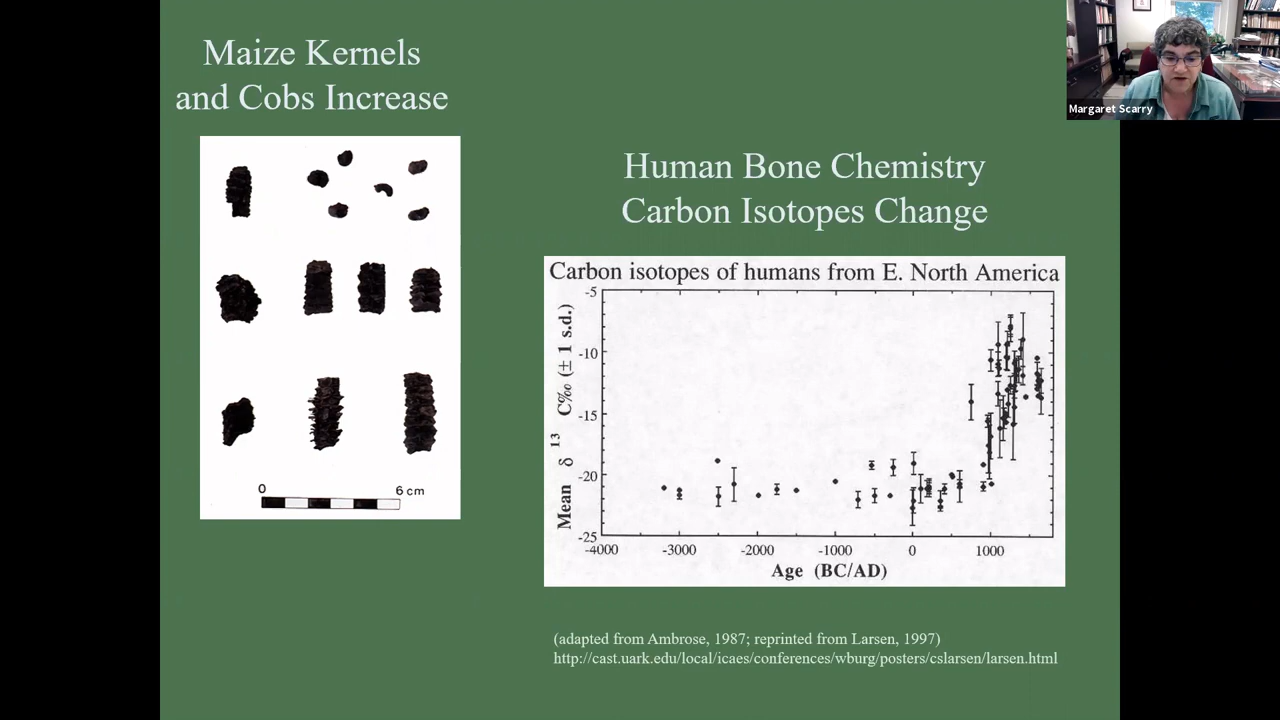 Maize Kernels
and Cobs Increase
0 6 cm
Human Bone Chemistry
Carbon Isotopes Change
Carbon isotopes of humans from E. North America
Mean δ 13 C‰ (± 1 s.d.)
-5
-10
-15
-20
-25
-4000 -3000 -2000 -1000 0 1000
Age (BC/AD)
(adapted from Ambrose, 1987; reprinted from Larsen, 1997)
http://cast.uark.edu/local/icaes/conferences/wburg/posters/cslarsen/larsen.html
Margaret Scarry